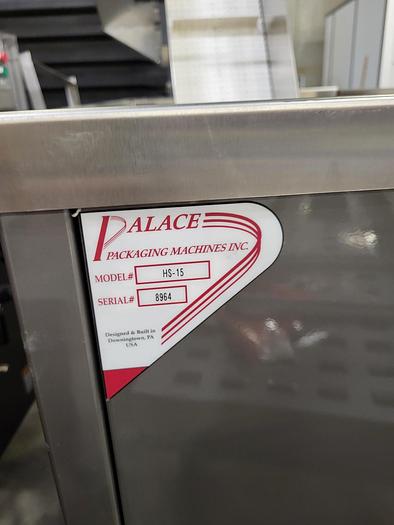 PALACE
PACKAGING MACHINES INC.
MODEL# HS-15
SERIAL# 8964
Designed & Built in
Downingtown, PA
USA